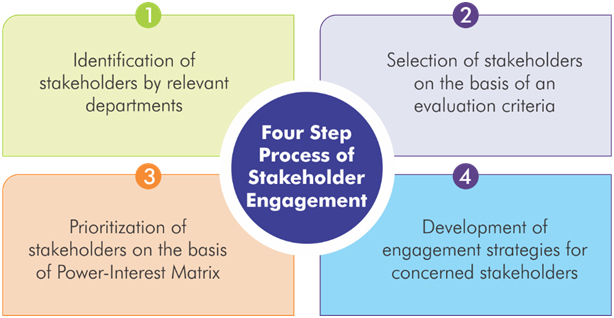 1
Identification of
stakeholders by relevant
departments
2
Selection of stakeholders
on the basis of an
evaluation criteria
Four Step
Process of
Stakeholder
Engagement
3
Prioritization of
stakeholders on the basis
of Power-Interest Matrix
4
Development of
engagement strategies for
concerned stakeholders